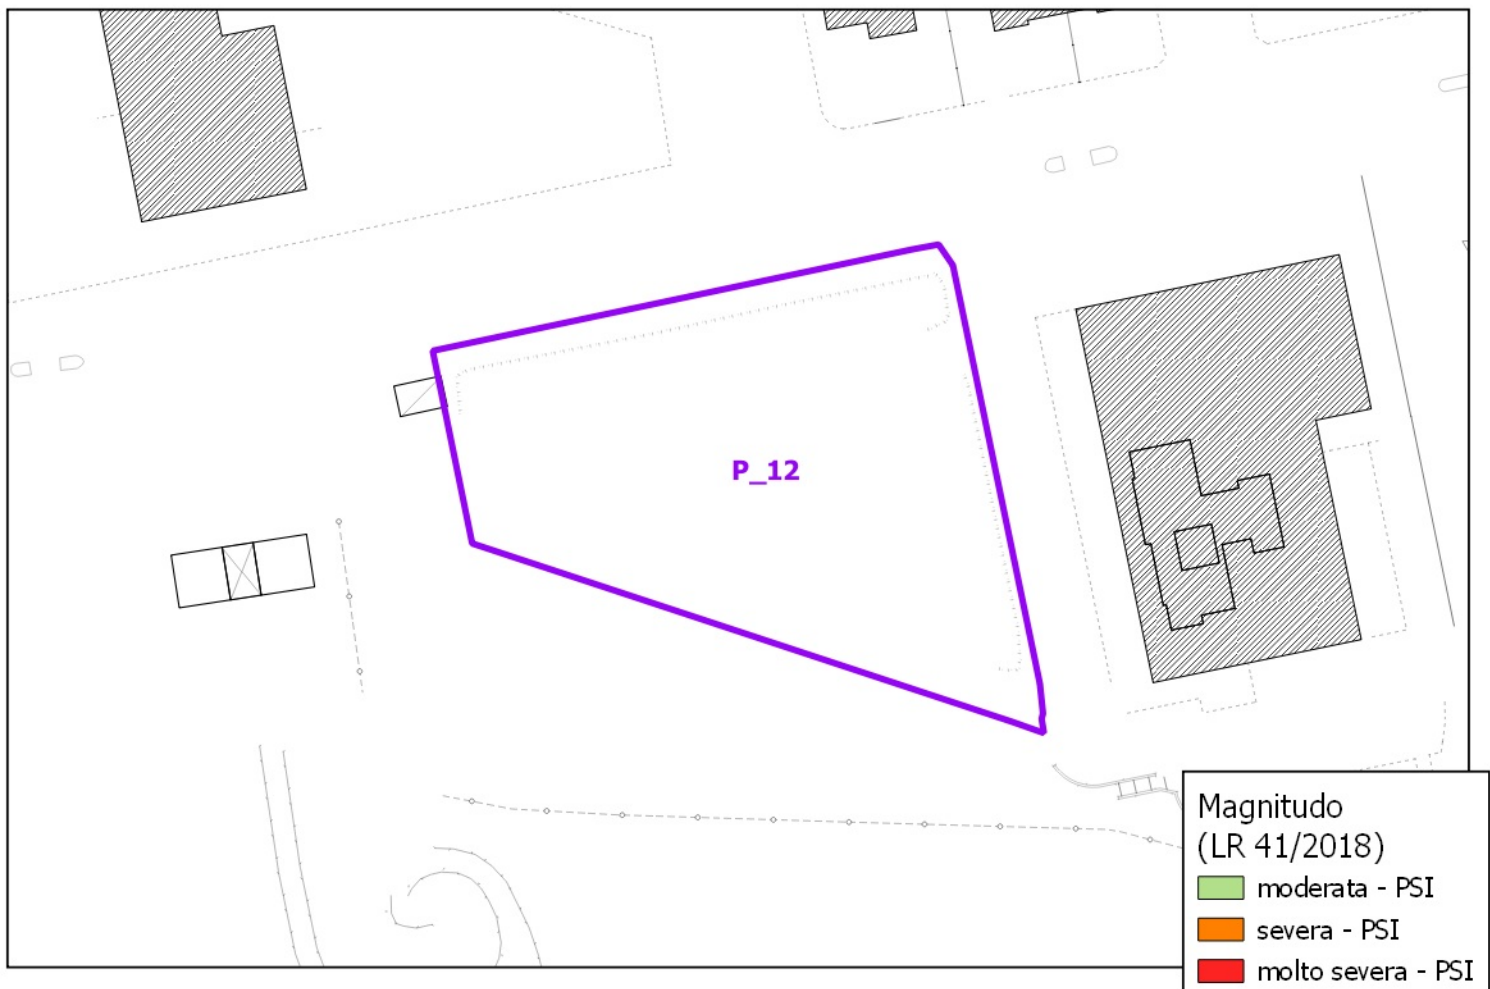 P_12
Magnitudo
(LR 41/2018)
moderata - PSI
severa - PSI
molto severa - PSI